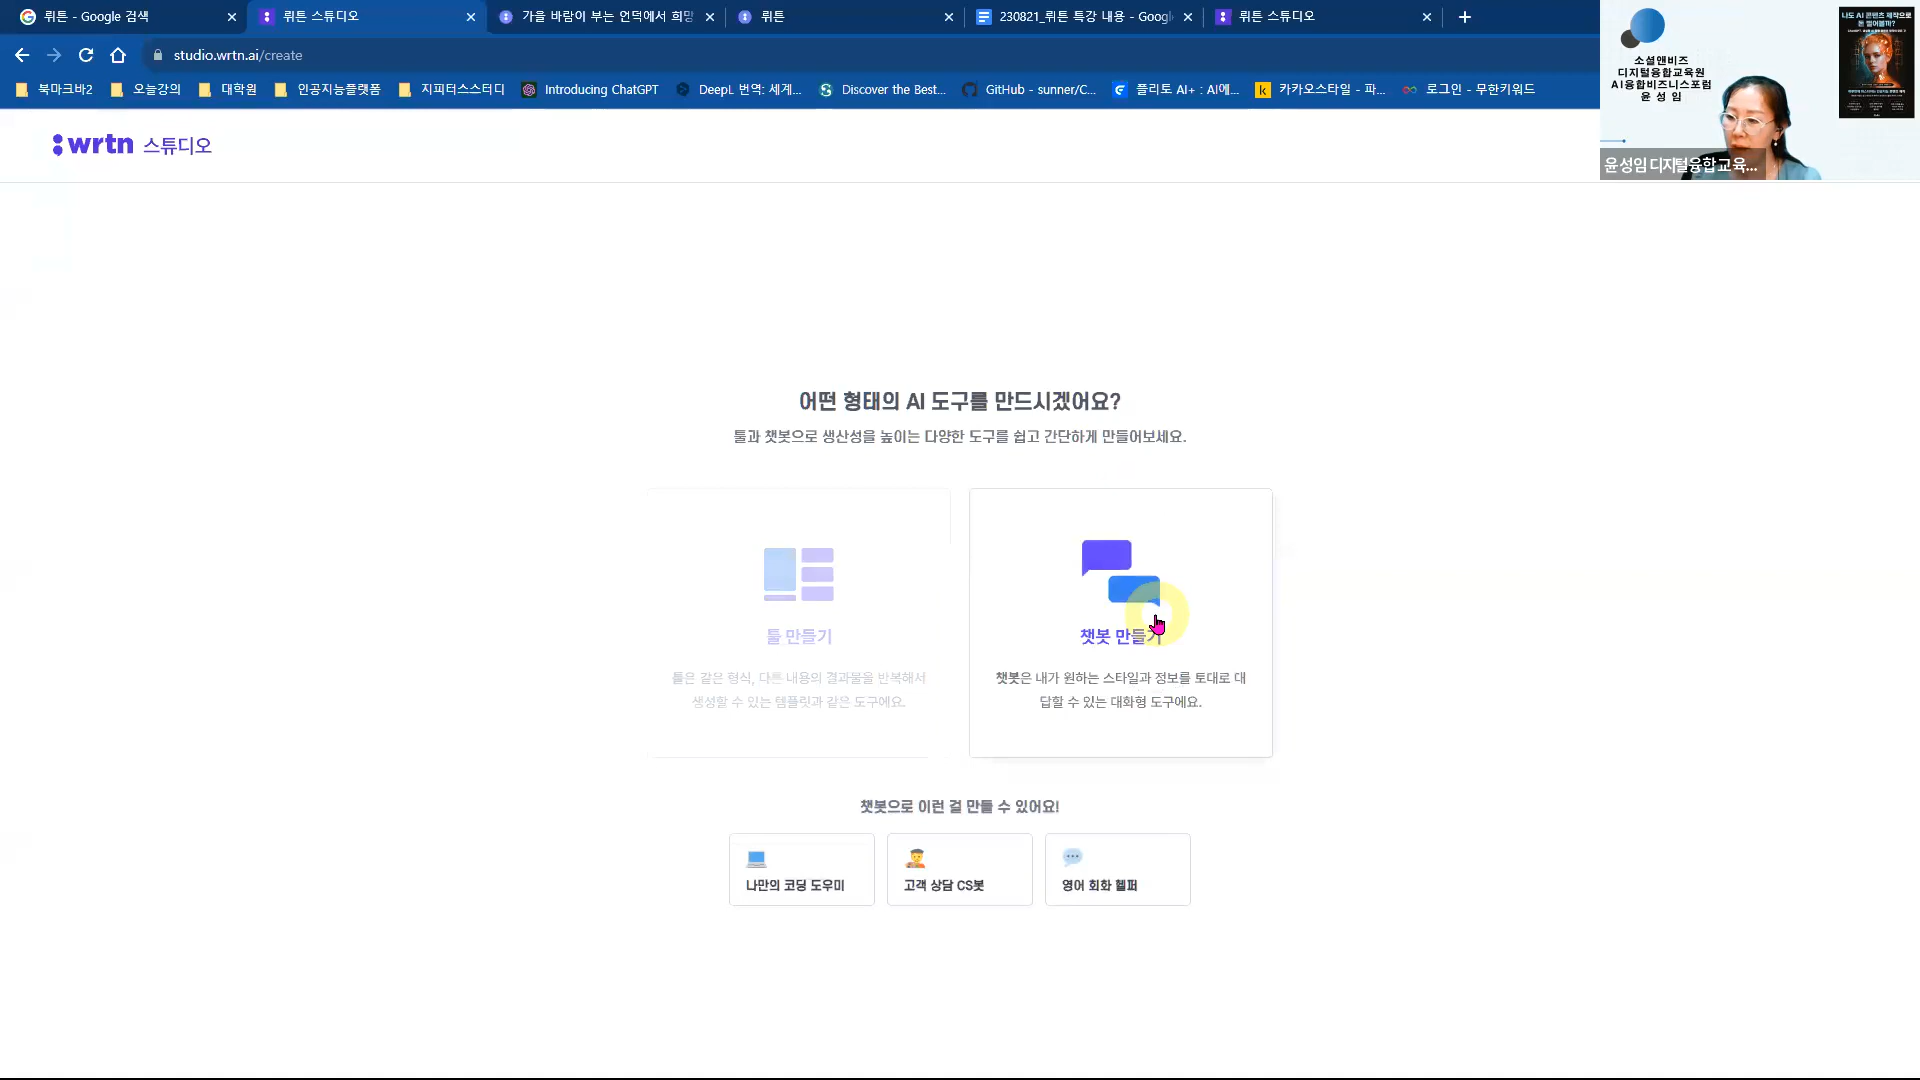 뤼튼 - Google 검색
뤼튼 스튜디오
가을 바람이 부는 언덕에서 희망
뤼튼
230821_뤼튼 특강 내용 - Googl
뤼튼 스튜디오
studio.wrtn.ai/create
북마크바2
오늘강의
대학원
인공지능플랫폼
지피터스스터디
Introducing ChatGPT
DeepL 번역: 세계...
Discover the Best...
GitHub - sunner/C...
플리토 AI+ : AI에...
카카오스타일 - 파...
로그인 - 무한키워드
소셜앤비즈
디지털융합교육원
AI융합비즈니스포럼
윤 성 임
나도 AI 콘텐츠 제작으로
돈 벌어볼까?
윤성임 디지털융합교육...
wrtn 스튜디오
어떤 형태의 AI 도구를 만드시겠어요?
툴과 챗봇으로 생산성을 높이는 다양한 도구를 쉽고 간단하게 만들어보세요.
툴 만들기
툴은 같은 형식, 다른 내용의 결과물을 반복해서
생성할 수 있는 템플릿과 같은 도구에요.
챗봇 만들기
챗봇은 내가 원하는 스타일과 정보를 토대로 대
답할 수 있는 대화형 도구에요.
챗봇으로 이런 걸 만들 수 있어요!
나만의 코딩 도우미
고객 상담 CS봇
영어 회화 헬퍼